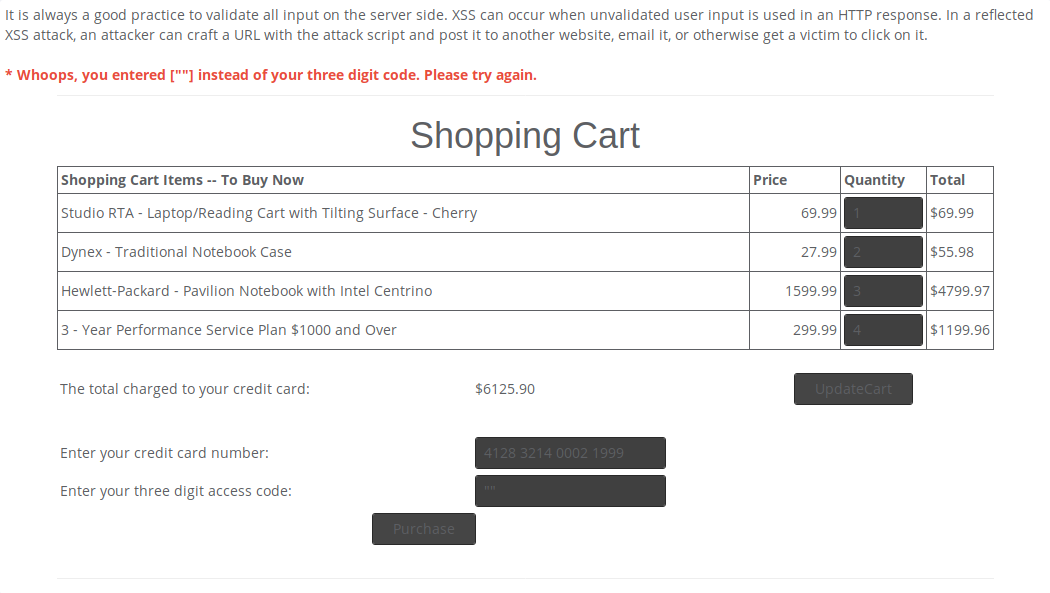 It is always a good practice to validate all input on the server side. XSS can occur when unvalidated user input is used in an HTTP response. In a reflected
XSS attack, an attacker can craft a URL with the attack script and post it to another website, email it, or otherwise get a victim to click on it.
* Whoops, you entered [""] instead of your three digit code. Please try again.
Shopping Cart
Shopping Cart Items -- To Buy Now Price Quantity Total
Studio RTA - Laptop/Reading Cart with Tilting Surface - Cherry 69.99 1 $69.99
Dynex - Traditional Notebook Case 27.99 2 $55.98
Hewlett-Packard - Pavilion Notebook with Intel Centrino 1599.99 3 $4799.97
3 - Year Performance Service Plan $1000 and Over 299.99 4 $1199.96
The total charged to your credit card: $6125.90 UpdateCart
Enter your credit card number: 4128 3214 0002 1999
Enter your three digit access code: ""
Purchase